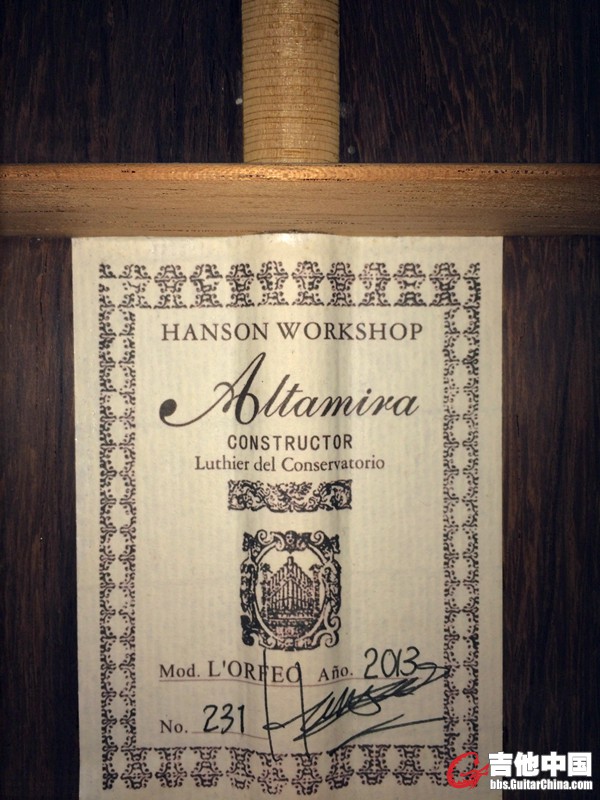 HANSON WORKSHOP
Altamira
CONSTRUCTOR
Luthier del Conservatorio
Mod. L'ORFEO Año. 2013
No. 231
吉他中国
bbs.GuitarChina.com